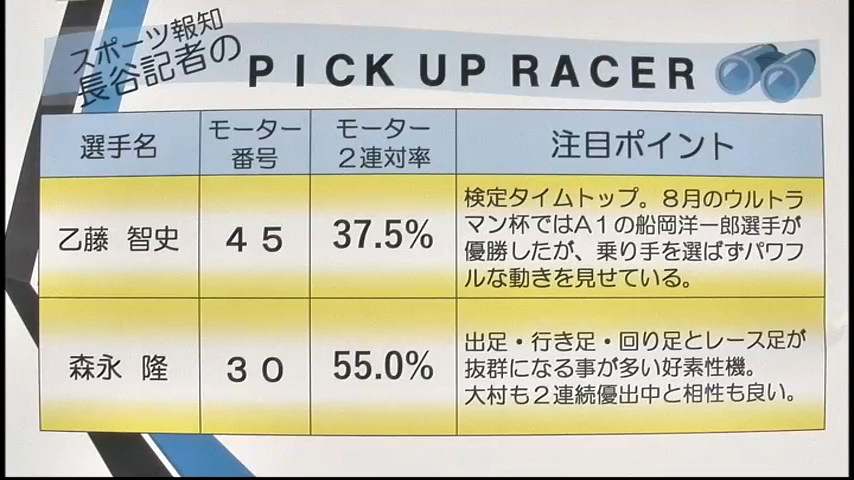 スポーツ報知
長谷記者の
PICK UP RACER
選手名
モーター
番号
モーター
2連対率
注目ポイント
乙藤 智史
45
37.5%
検定タイムトップ。8月のウルトラ
マン杯ではA1の船岡洋一郎選手が
優勝したが、乗り手を選ばずパワフ
ルな動きを見せている。
森永 隆
30
55.0%
出足・行き足・回り足とレース足が
抜群になる事が多い好素性機。
大村も2連続優出中と相性も良い。